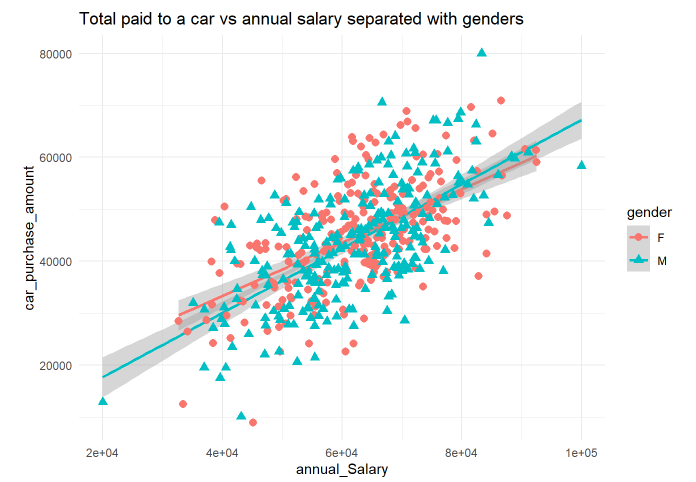 Total paid to a car vs annual salary separated with genders
80000
60000
40000
20000
car_purchase_amount
2e+04
4e+04
6e+04
8e+04
1e+05
annual_Salary
gender
F
M